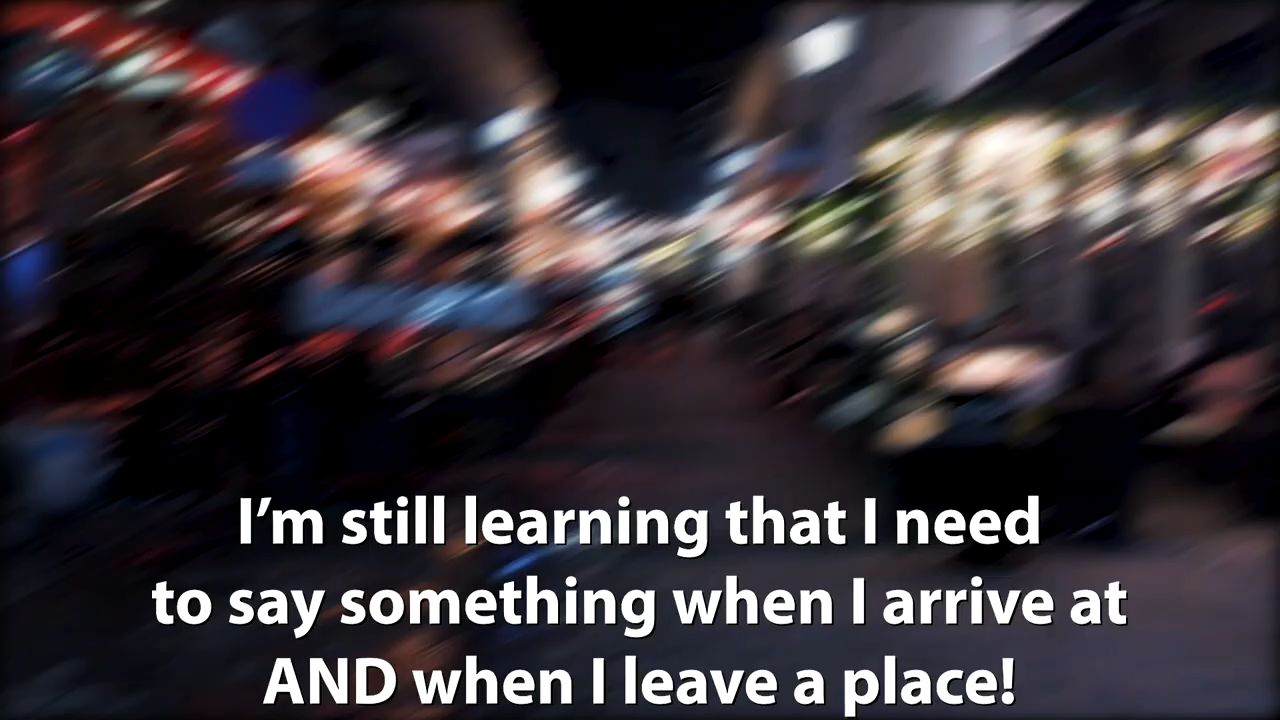 I’m still learning that I need
to say something when I arrive at
AND when I leave a place!